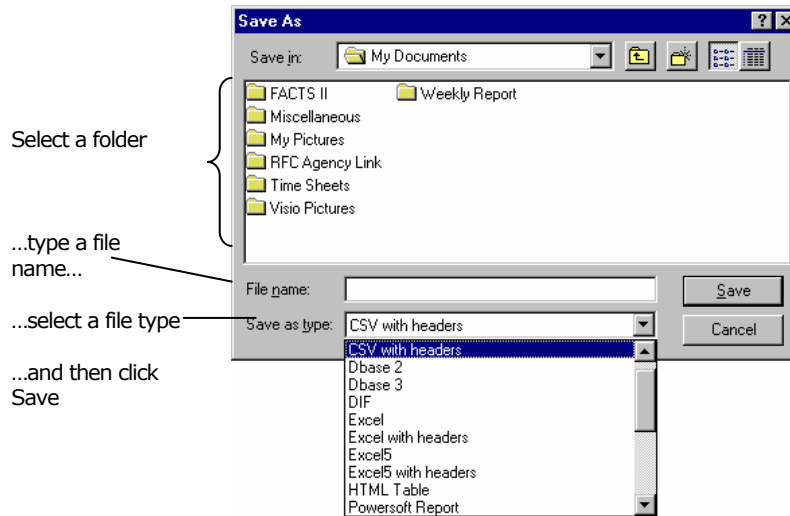 Save As
Save in: My Documents
FACTS II
Weekly Report
Miscellaneous
My Pictures
RFC Agency Link
Time Sheets
Visio Pictures
Select a folder
...type a file
name...
File name:
Save
...select a file type
Save as type: CSV with headers
Cancel
...and then click
Save
CSV with headers
Dbase 2
Dbase 3
DIF
Excel
Excel with headers
Excel5
Excel5 with headers
HTML Table
Powersoft Report